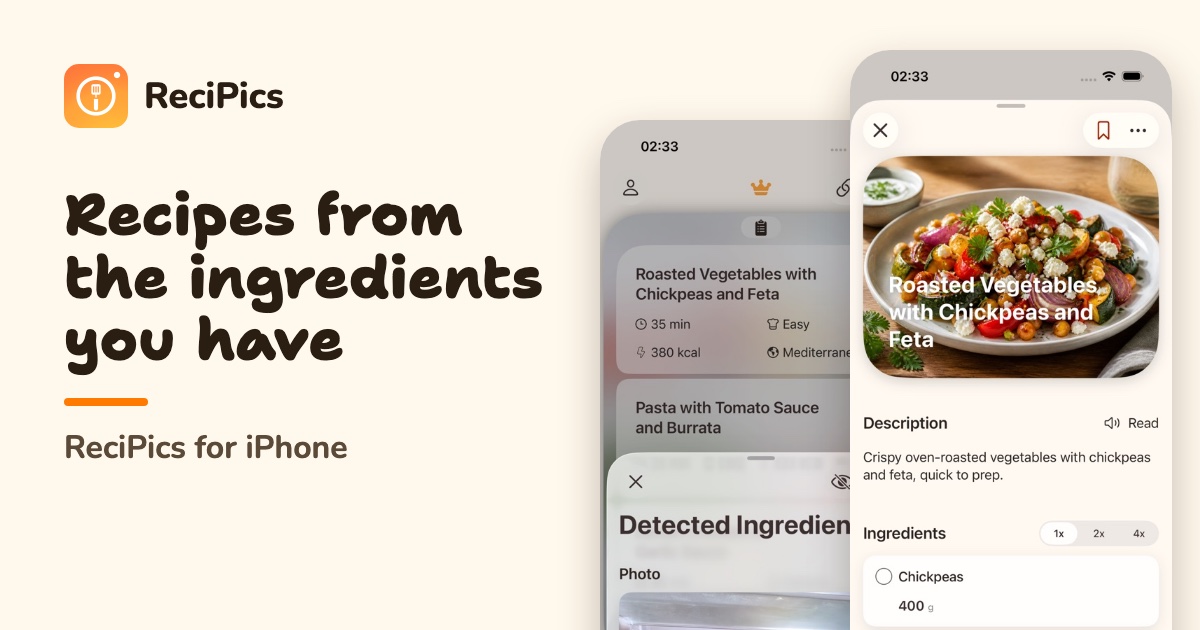 ReciPics
Recipes from
the ingredients
you have
ReciPics for iPhone
02:33
Roasted Vegetables with
Chickpeas and Feta
35 min
Easy
380 kcal
Pasta with Tomato Sauce
and Burrata
Detected
Photo
02:33
Roasted Vegetables
with Chickpeas and
Feta
Description
Read
Crispy oven-roasted vegetables with chickpeas
and feta, quick to prep.
Ingredients
1x
2x
4x
Chickpeas
400 g